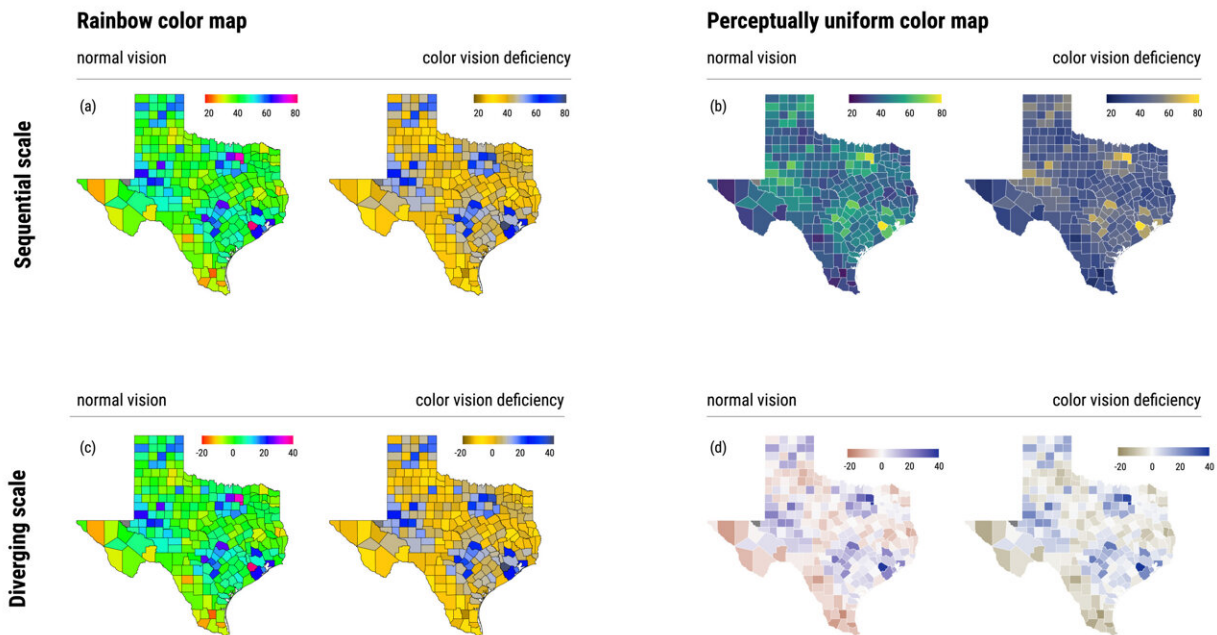 Rainbow color map
Perceptually uniform color map
normal vision
color vision deficiency
normal vision
color vision deficiency
Sequential scale
(a)
20 40 60 80
20 40 60 80
(b)
20 40 60 80
20 40 60 80
normal vision
color vision deficiency
normal vision
color vision deficiency
Diverging scale
(c)
-20 0 20 40
-20 0 20 40
(d)
-20 0 20 40
-20 0 20 40